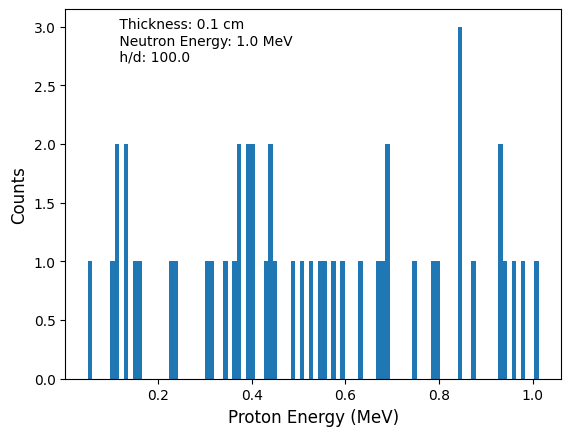 Thickness: 0.1 cm
Neutron Energy: 1.0 MeV
h/d: 100.0
3.0
2.5
2.0
1.5
1.0
0.5
0.0
Counts
0.2 0.4 0.6 0.8 1.0
Proton Energy (MeV)